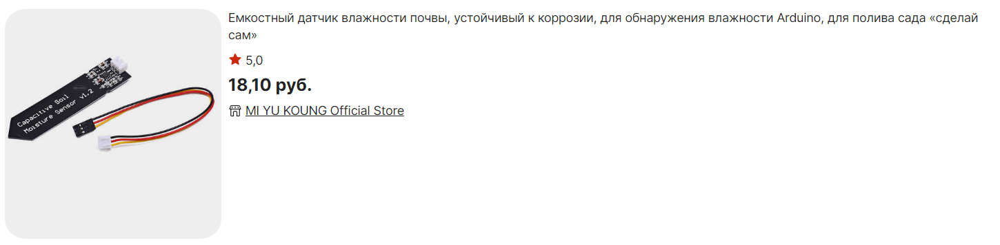 Емкостный датчик влажности почвы, устойчивый к коррозии, для обнаружения влажности Arduino, для полива сада «сделай
сам»
5,0
18,10 руб.
MI YU KOUNG Official Store
Capacitive Soil
Moisture Sensor v1.2